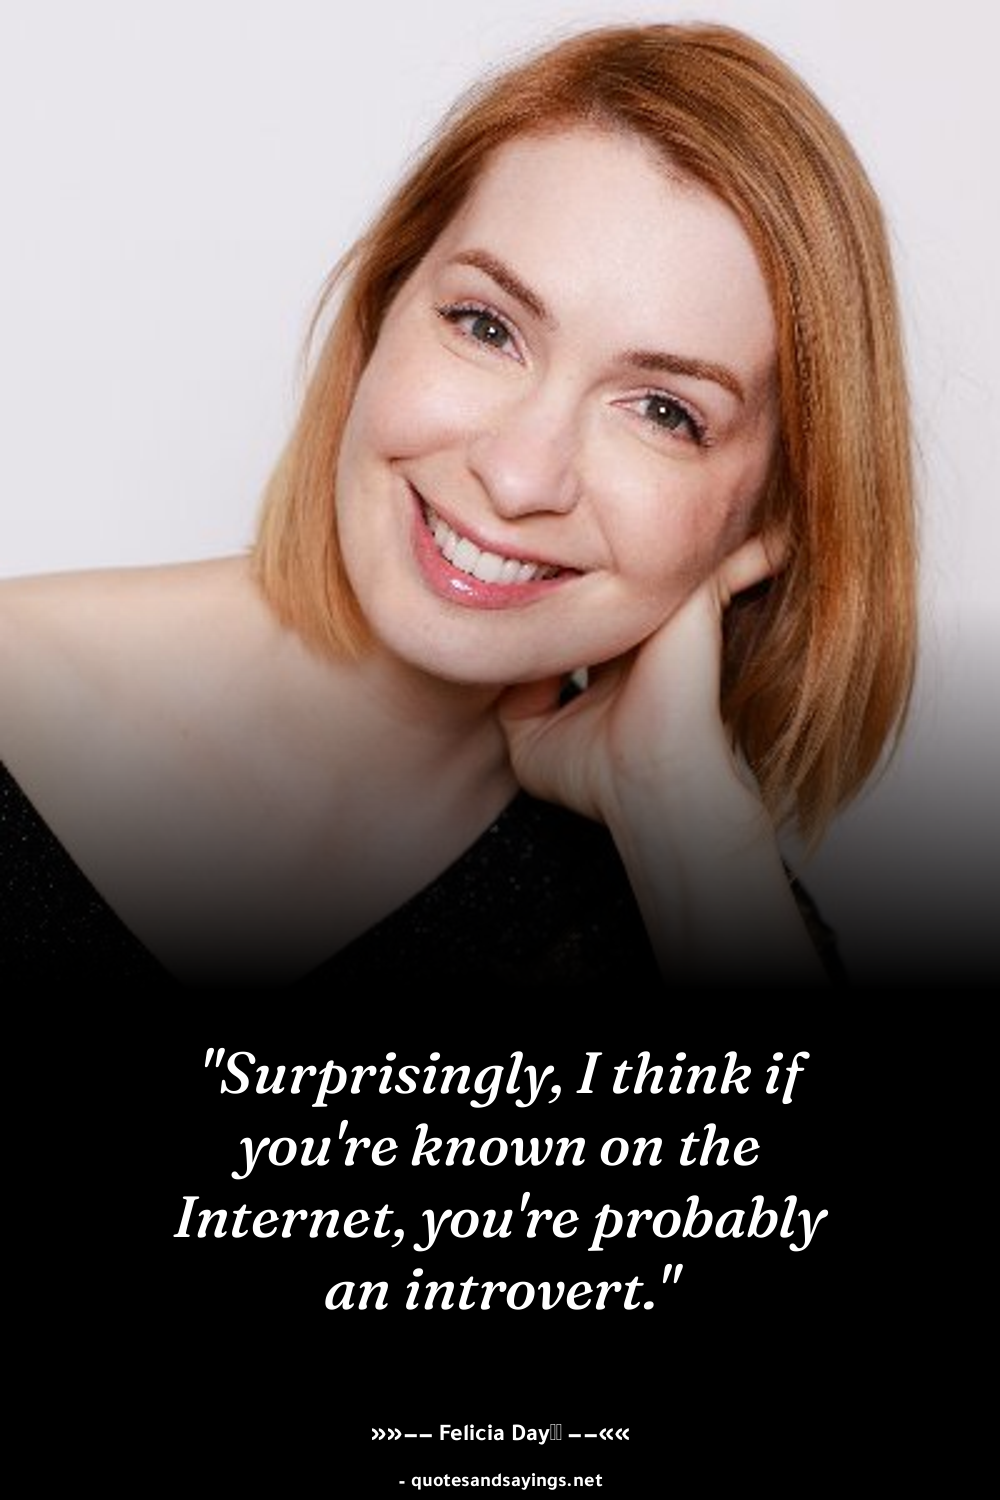 "Surprisingly, I think if
you're known on the
Internet, you're probably
an introvert."
»»–– Felicia Day ––««
- quotesandsayings.net